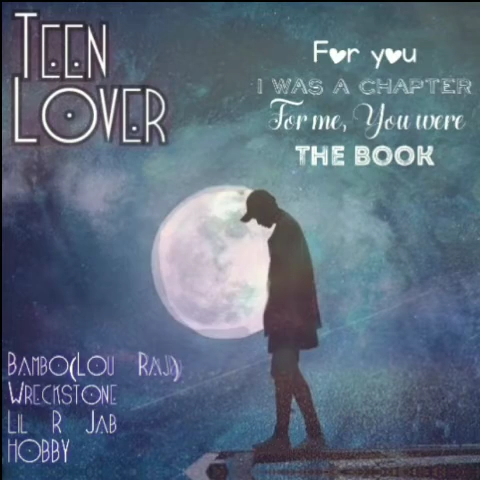 TEEN
LOVER
For you
I WAS A CHAPTER
For me, You were
THE BOOK
BAMBO(LOU RAJ)
WRECKSTONE
LIL R JAB
HOBBY